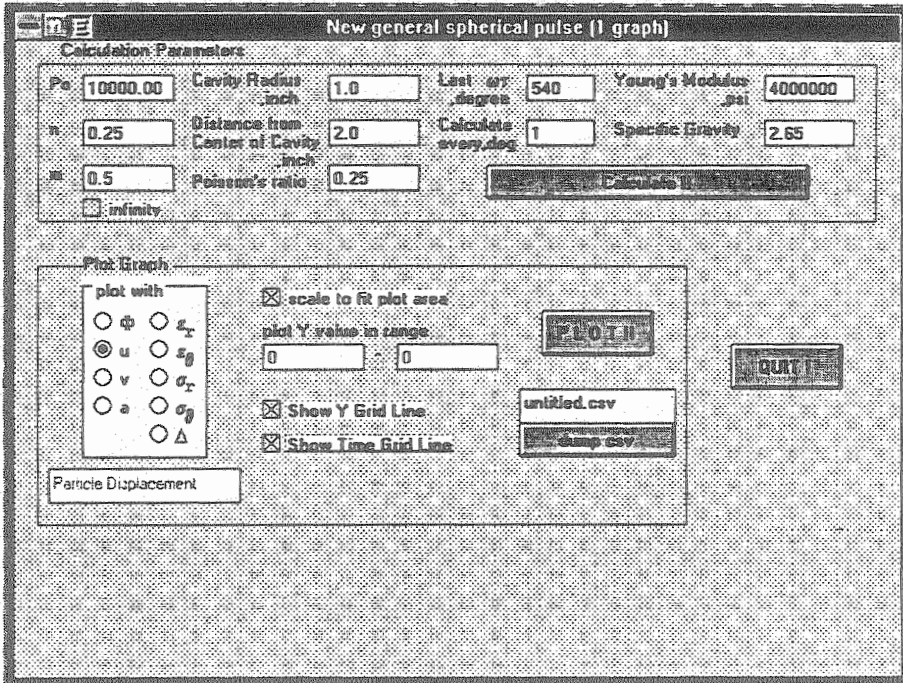 New general spherical pulse (1 graph)
Calculation Parameters
Po 10000.00 Cavity Radius ,inch 1.0 Last ωT ,degree 540 Young's Modulus ,psi 4000000
n 0.25 Distance from Center of Cavity ,inch 2.0 Calculate every,deg 1 Specific Gravity 2.65
m 0.5 Poisson's ratio 0.25 Calculate !!
infinity
Plot Graph
plot with
Φ εr
u εθ
v σr
a σθ
Δ
Particle Displacement
scale to fit plot area
plot Y value in range
0 - 0
Show Y Grid Line
Show Time Grid Line
PLOT!!
untitled.csv
dump csv
QUIT !